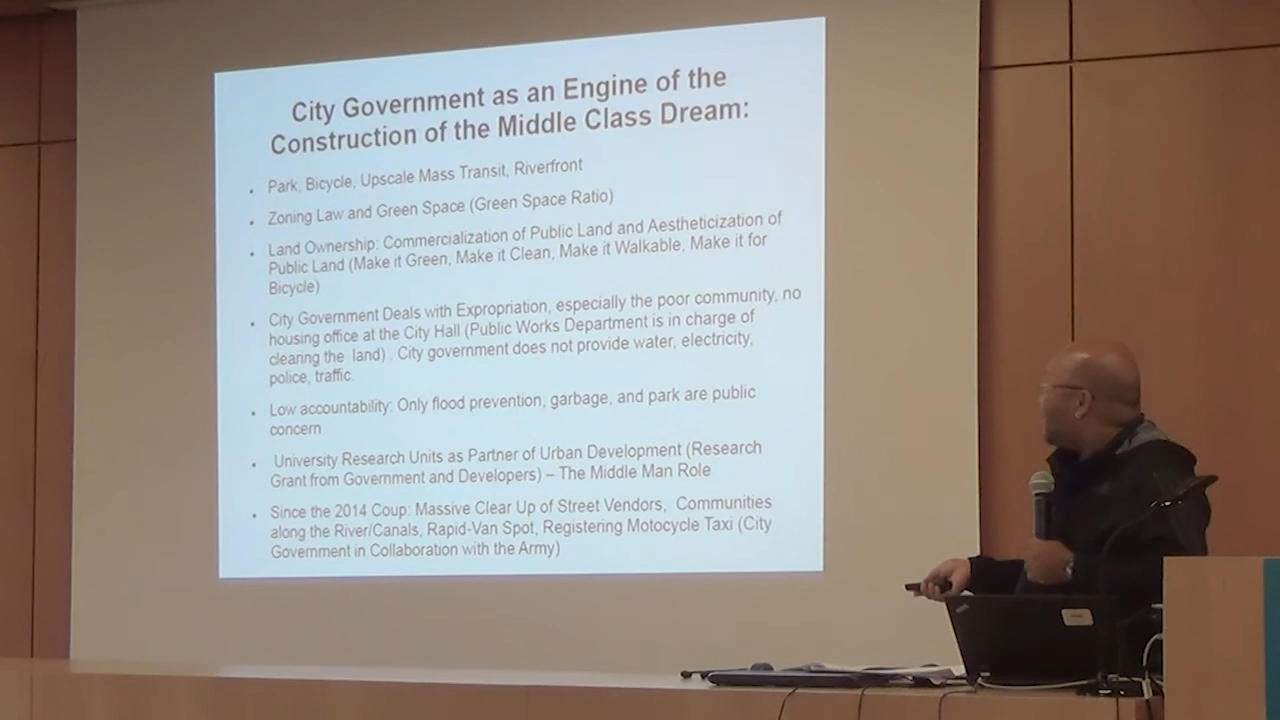 City Government as an Engine of the
Construction of the Middle Class Dream:
• Park, Bicycle, Upscale Mass Transit, Riverfront
• Zoning Law and Green Space (Green Space Ratio)
• Land Ownership: Commercialization of Public Land and Aestheticization of
Public Land (Make it Green, Make it Clean, Make it Walkable, Make it for
Bicycle)
• City Government Deals with Expropriation, especially the poor community, no
housing office at the City Hall (Public Works Department is in charge of
clearing the land) . City government does not provide water, electricity,
police, traffic.
• Low accountability: Only flood prevention, garbage, and park are public
concern
• University Research Units as Partner of Urban Development (Research
Grant from Government and Developers) – The Middle Man Role
• Since the 2014 Coup: Massive Clear Up of Street Vendors, Communities
along the River/Canals, Rapid-Van Spot, Registering Motocycle Taxi (City
Government in Collaboration with the Army)